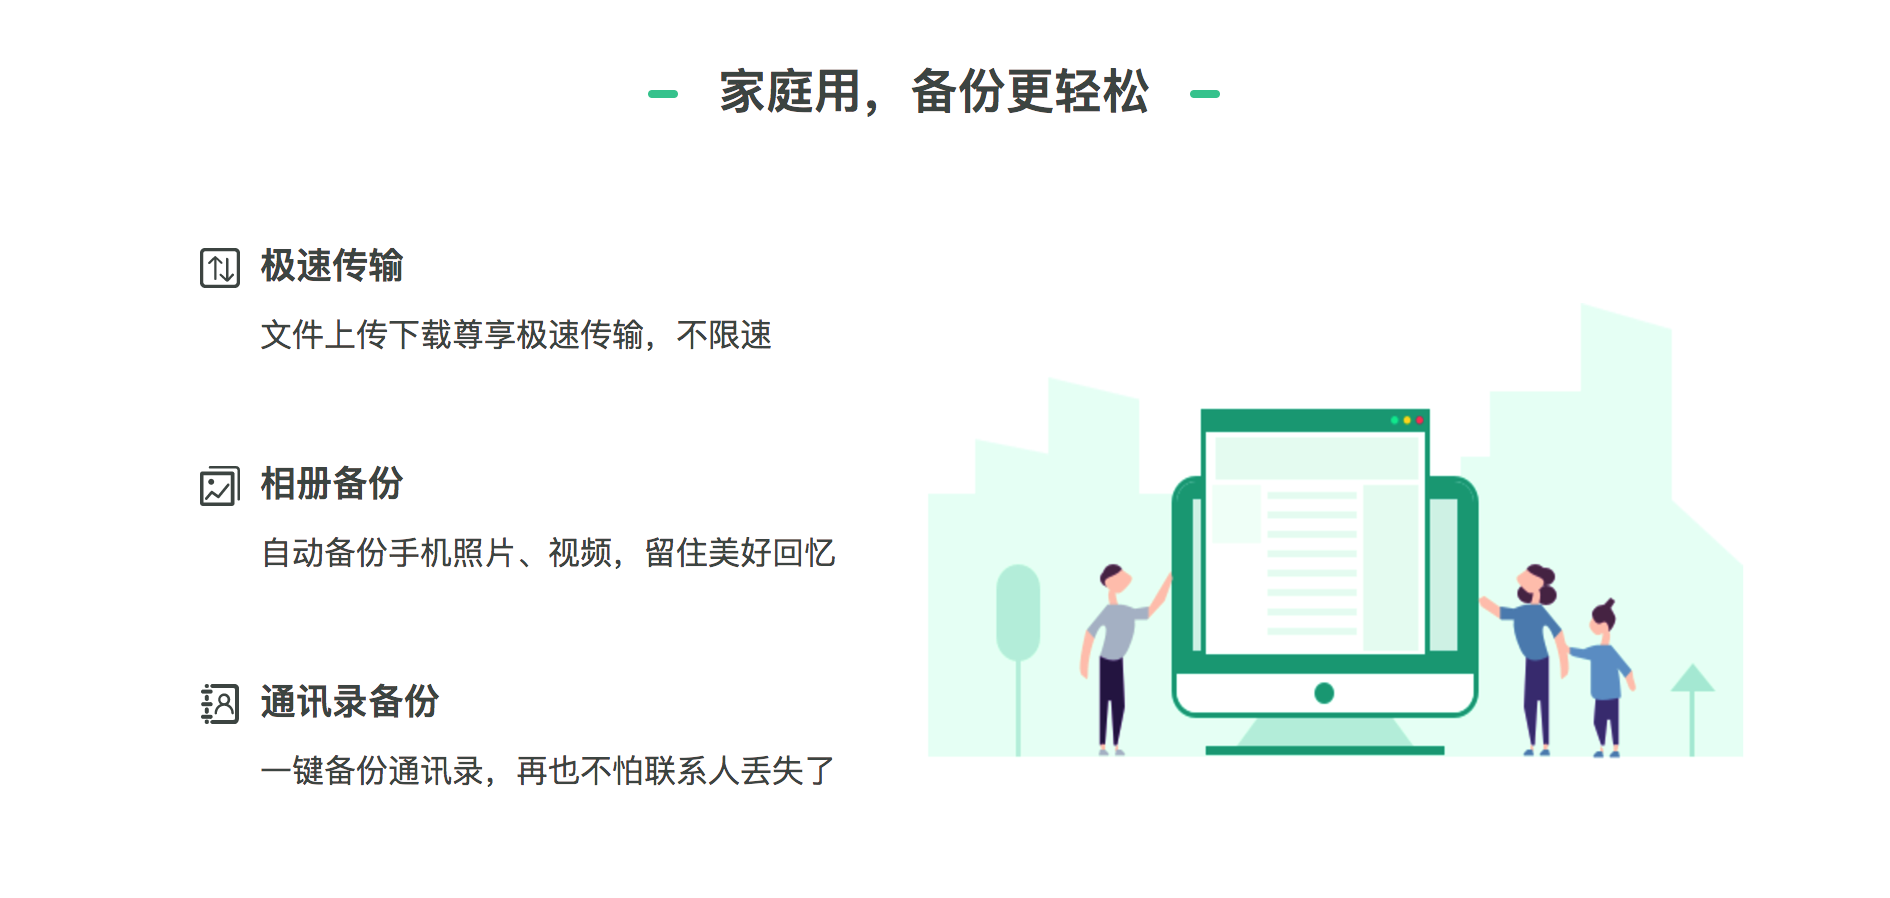 家庭用，备份更轻松
极速传输
文件上传下载尊享极速传输，不限速
相册备份
自动备份手机照片、视频，留住美好回忆
通讯录备份
一键备份通讯录，再也不怕联系人丢失了